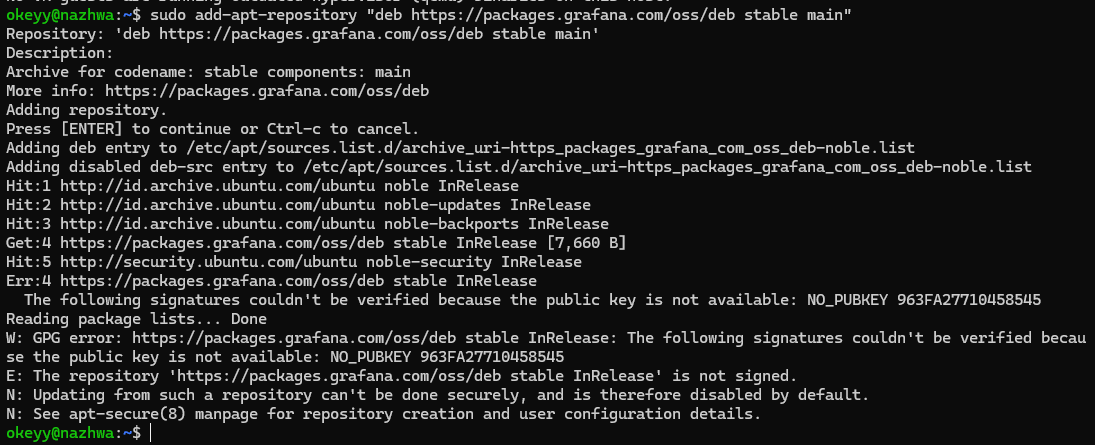 okeyy@nazhwa:~$ sudo add-apt-repository "deb https://packages.grafana.com/oss/deb stable main"
Repository: 'deb https://packages.grafana.com/oss/deb stable main'
Description:
Archive for codename: stable components: main
More info: https://packages.grafana.com/oss/deb
Adding repository.
Press [ENTER] to continue or Ctrl-c to cancel.
Adding deb entry to /etc/apt/sources.list.d/archive_uri-https_packages_grafana_com_oss_deb-noble.list
Adding disabled deb-src entry to /etc/apt/sources.list.d/archive_uri-https_packages_grafana_com_oss_deb-noble.list
Hit:1 http://id.archive.ubuntu.com/ubuntu noble InRelease
Hit:2 http://id.archive.ubuntu.com/ubuntu noble-updates InRelease
Hit:3 http://id.archive.ubuntu.com/ubuntu noble-backports InRelease
Get:4 https://packages.grafana.com/oss/deb stable InRelease [7,660 B]
Hit:5 http://security.ubuntu.com/ubuntu noble-security InRelease
Err:4 https://packages.grafana.com/oss/deb stable InRelease
  The following signatures couldn't be verified because the public key is not available: NO_PUBKEY 963FA27710458545
Reading package lists... Done
W: GPG error: https://packages.grafana.com/oss/deb stable InRelease: The following signatures couldn't be verified becau
se the public key is not available: NO_PUBKEY 963FA27710458545
E: The repository 'https://packages.grafana.com/oss/deb stable InRelease' is not signed.
N: Updating from such a repository can't be done securely, and is therefore disabled by default.
N: See apt-secure(8) manpage for repository creation and user configuration details.
okeyy@nazhwa:~$